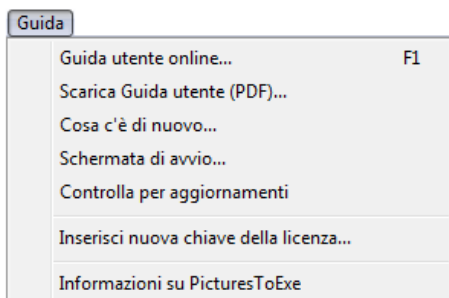 Guida
Guida utente online... F1
Scarica Guida utente (PDF)...
Cosa c'è di nuovo...
Schermata di avvio...
Controlla per aggiornamenti
Inserisci nuova chiave della licenza...
Informazioni su PicturesToExe